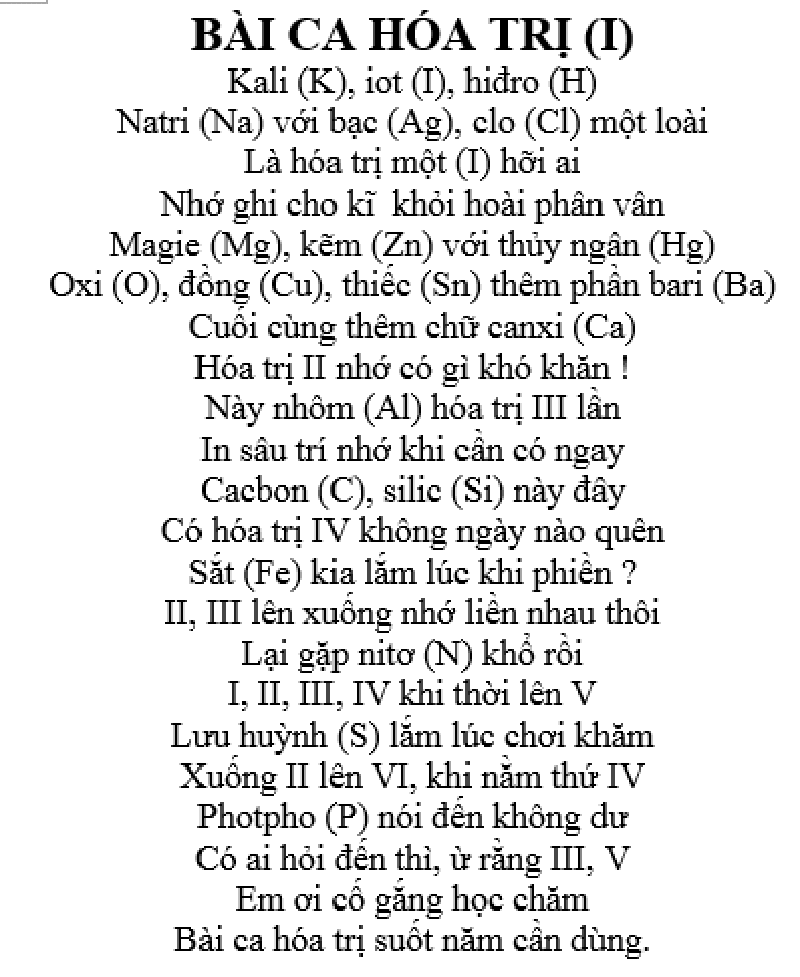 BÀI CA HÓA TRỊ (I)
Kali (K), iot (I), hiđro (H)
Natri (Na) với bạc (Ag), clo (Cl) một loài
Là hóa trị một (I) hỡi ai
Nhớ ghi cho kĩ khỏi hoài phân vân
Magie (Mg), kẽm (Zn) với thủy ngân (Hg)
Oxi (O), đồng (Cu), thiếc (Sn) thêm phần bari (Ba)
Cuối cùng thêm chữ canxi (Ca)
Hóa trị II nhớ có gì khó khăn !
Này nhôm (Al) hóa trị III lần
In sâu trí nhớ khi cần có ngay
Cacbon (C), silic (Si) này đây
Có hóa trị IV không ngày nào quên
Sắt (Fe) kia lắm lúc khi phiền ?
II, III lên xuống nhớ liền nhau thôi
Lại gặp nitơ (N) khổ rồi
I, II, III, IV khi thời lên V
Lưu huỳnh (S) lắm lúc chơi khăm
Xuống II lên VI, khi nằm thứ IV
Photpho (P) nói đến không dư
Có ai hỏi đến thì, ừ rằng III, V
Em ơi cố gắng học chăm
Bài ca hóa trị suốt năm cần dùng.